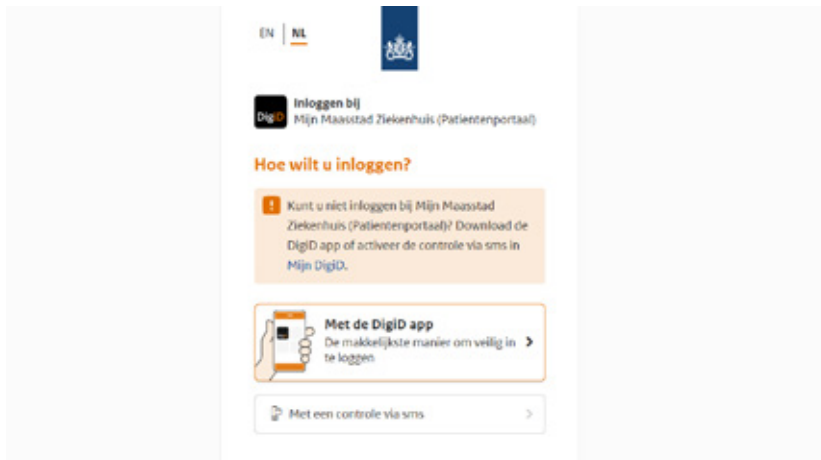 EN | NL
DigiD
Inloggen bij
Mijn Maasstad Ziekenhuis (Patientenportaal)
Hoe wilt u inloggen?
! Kunt u niet inloggen bij Mijn Maasstad
Ziekenhuis (Patientenportaal)? Download de
DigiD app of activeer de controle via sms in
Mijn DigiD.
Met de DigiD app
De makkelijkste manier om veilig in
te loggen
Met een controle via sms